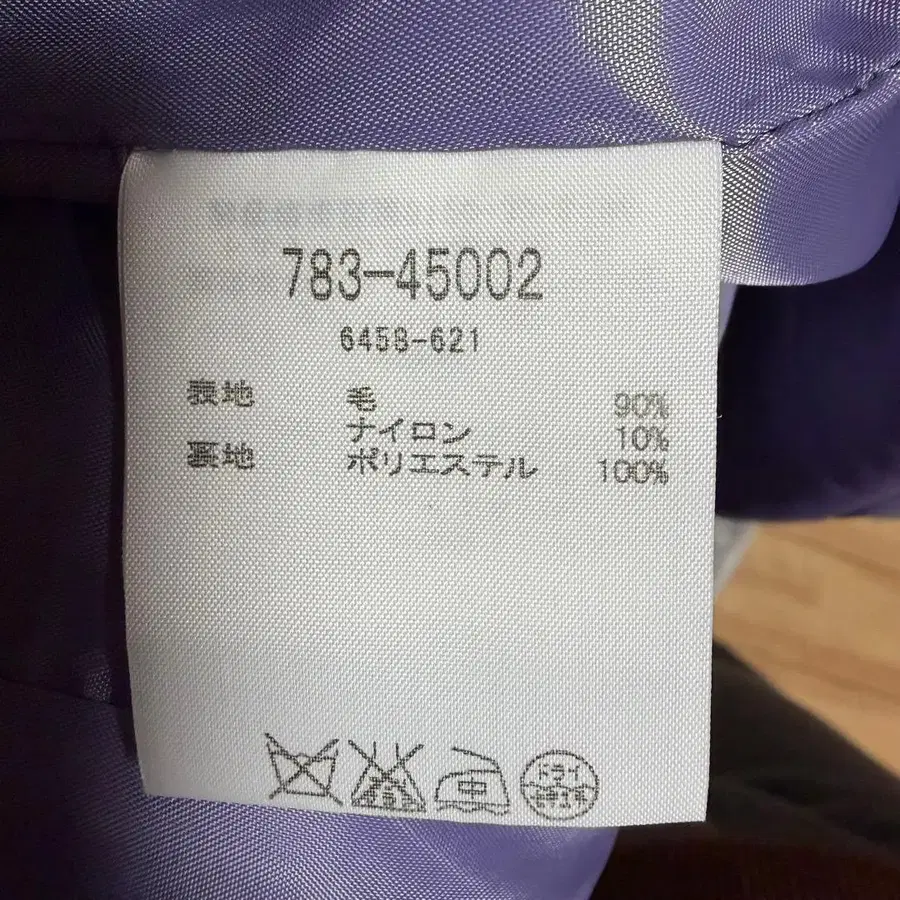 783-45002
6458-621
表地 毛 90%
ナイロン 10%
裏地 ポリエステル 100%
中
ドライ